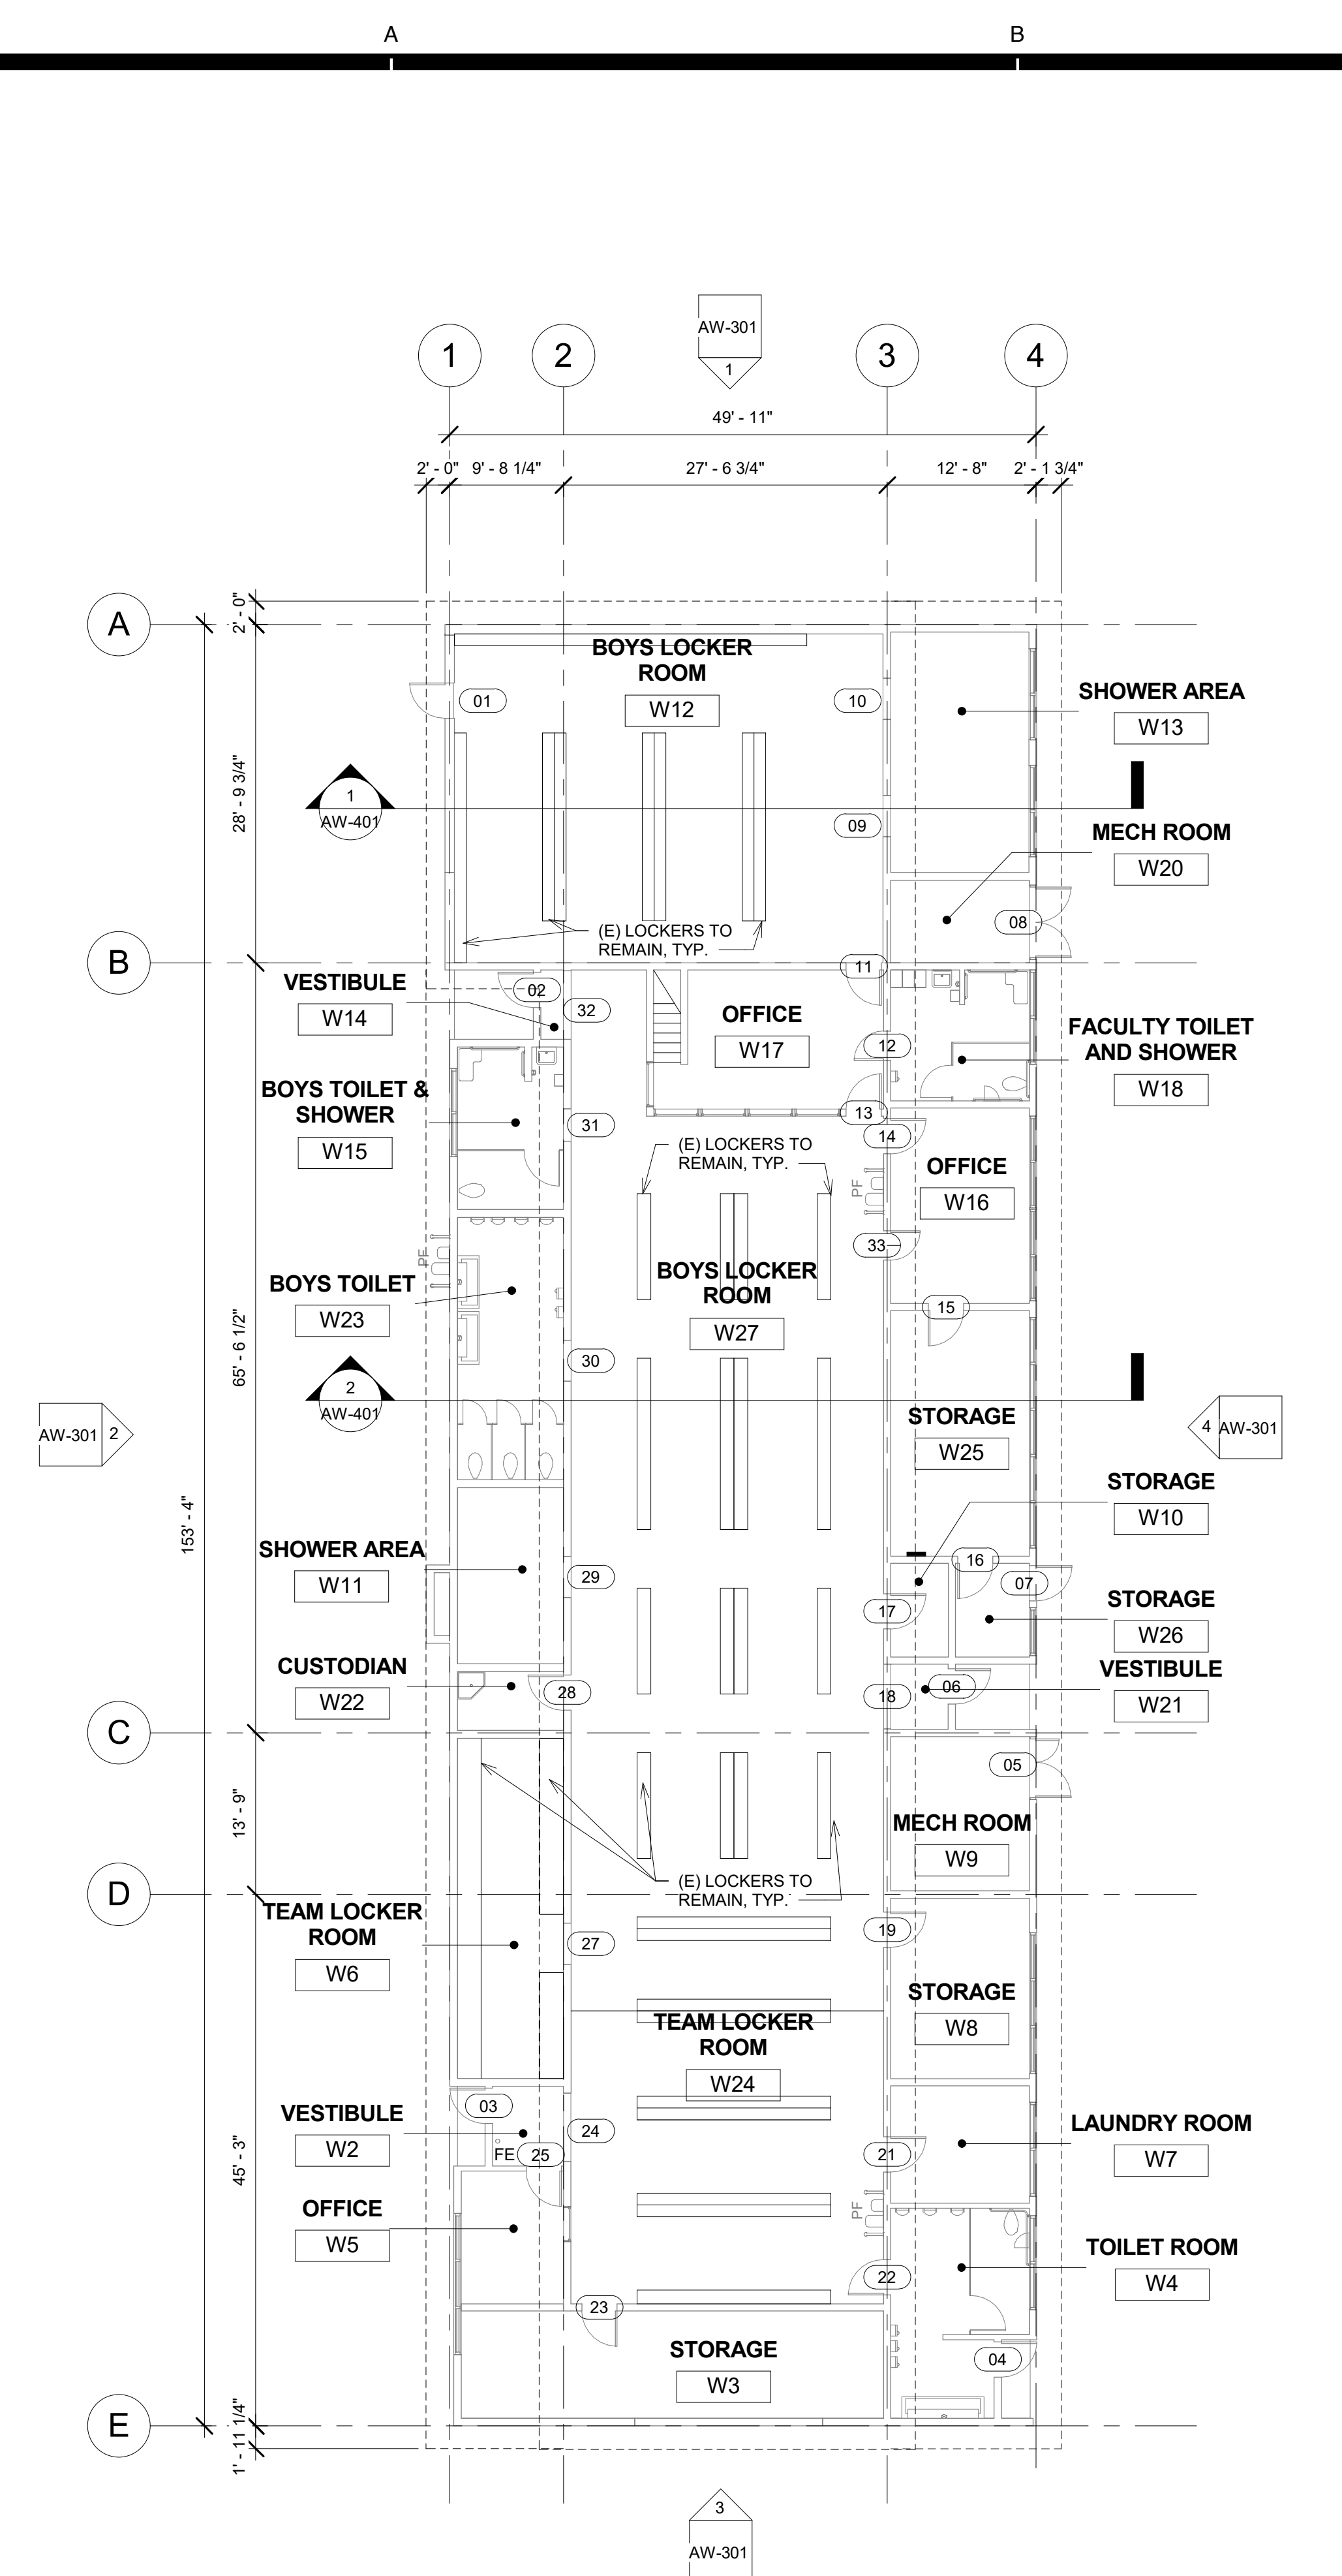 A
B
AW-301
1
1
2
3
4
49' - 11"
2' - 0"
9' - 8 1/4"
27' - 6 3/4"
12' - 8"
2' - 1 3/4"
2' - 0"
A
BOYS LOCKER
ROOM
W12
01
10
SHOWER AREA
W13
28' - 9 3/4"
1
AW-401
09
MECH ROOM
W20
08
(E) LOCKERS TO
REMAIN, TYP.
B
11
VESTIBULE
W14
02
32
OFFICE
W17
12
FACULTY TOILET
AND SHOWER
W18
BOYS TOILET &
SHOWER
W15
31
13
14
(E) LOCKERS TO
REMAIN, TYP.
OFFICE
W16
PF
33
PF
BOYS TOILET
W23
BOYS LOCKER
ROOM
W27
15
65' - 6 1/2"
30
2
AW-401
AW-301
2
STORAGE
W25
4
AW-301
STORAGE
W10
153' - 4"
SHOWER AREA
W11
29
16
07
17
STORAGE
W26
CUSTODIAN
W22
28
18
06
VESTIBULE
W21
C
05
13' - 9"
MECH ROOM
W9
(E) LOCKERS TO
REMAIN, TYP.
D
TEAM LOCKER
ROOM
W6
27
19
STORAGE
W8
TEAM LOCKER
ROOM
W24
03
VESTIBULE
W2
24
FE
25
21
LAUNDRY ROOM
W7
45' - 3"
OFFICE
W5
PF
22
TOILET ROOM
W4
23
STORAGE
W3
04
E
1' - 11 1/4"
3
AW-301